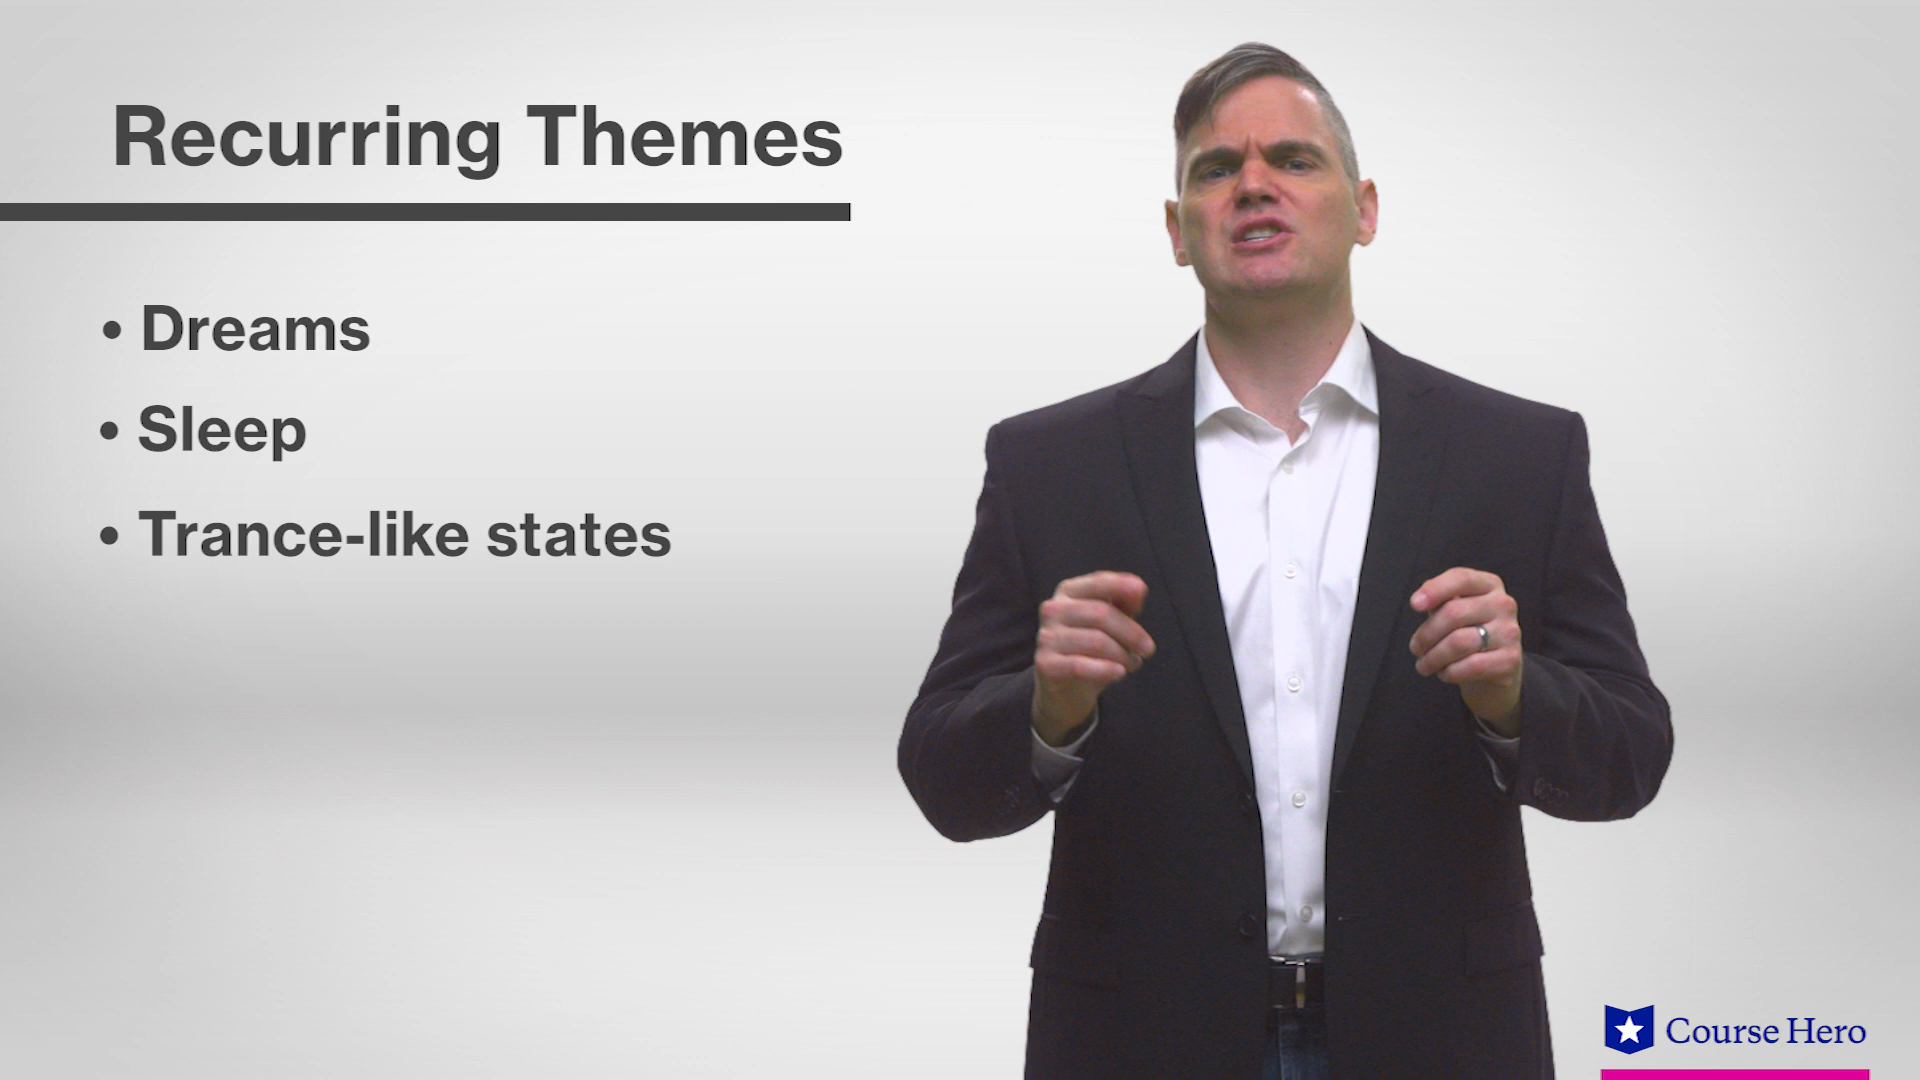 Recurring Themes
• Dreams
• Sleep
• Trance-like states
Course Hero